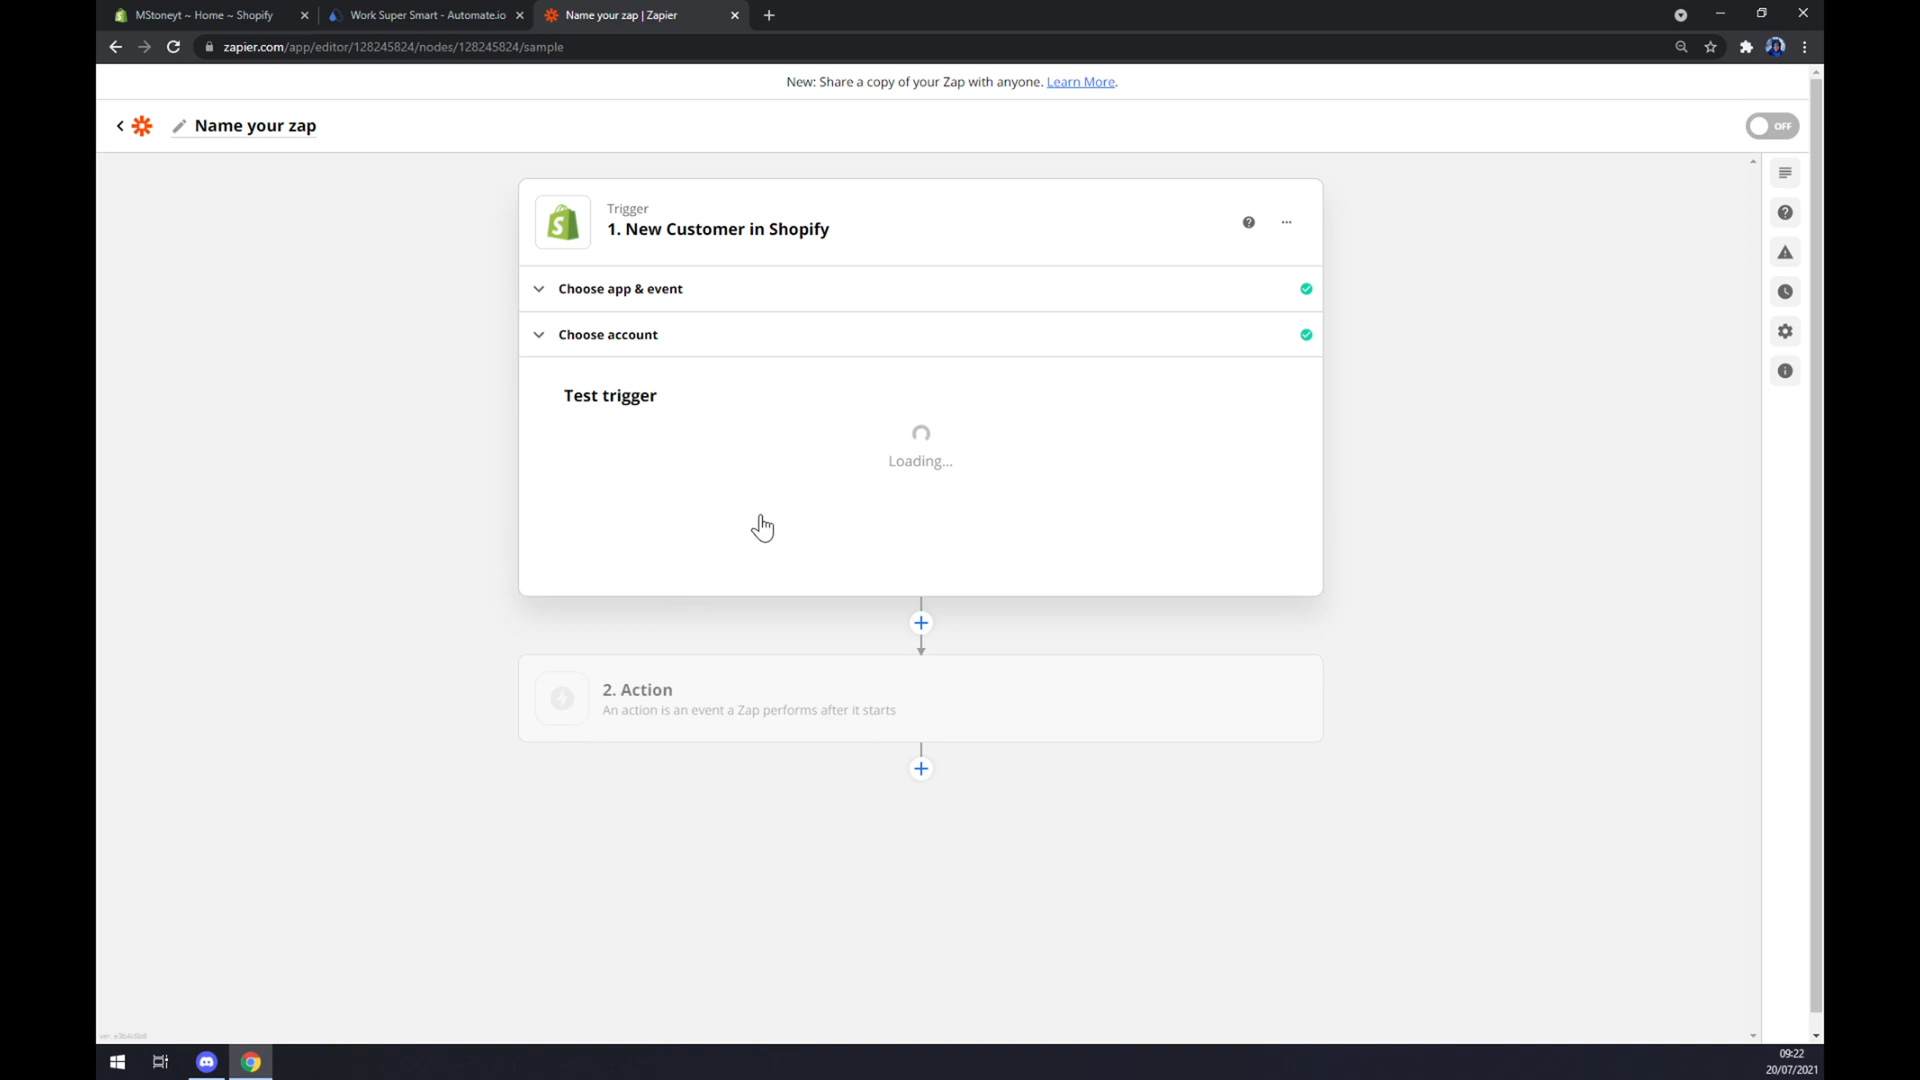 MStoneyt ~ Home ~ Shopify
Work Super Smart - Automate.io
Name your zap | Zapier
zapier.com/app/editor/128245824/nodes/128245824/sample
New: Share a copy of your Zap with anyone. Learn More.
Name your zap
OFF
Trigger
1. New Customer in Shopify
Choose app & event
Choose account
Test trigger
Loading...
2. Action
An action is an event a Zap performs after it starts
09:22
20/07/2021